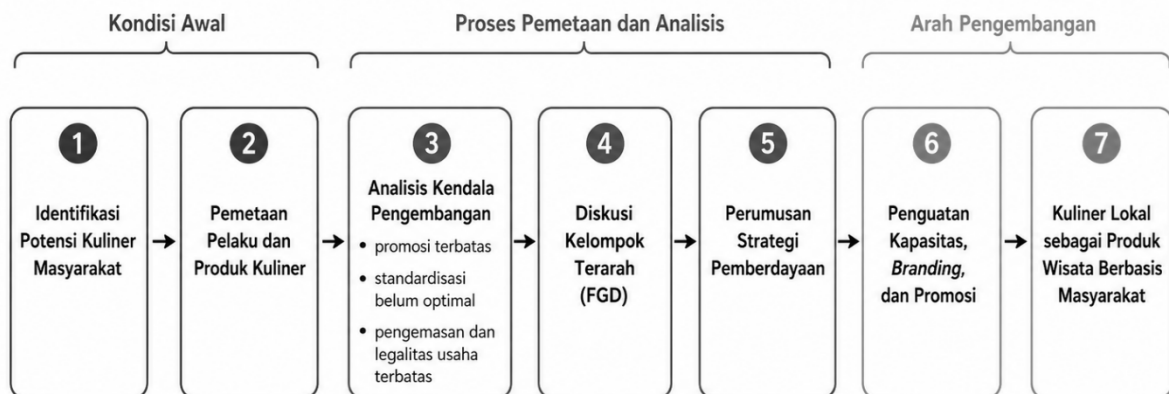 Kondisi Awal
Proses Pemetaan dan Analisis
Arah Pengembangan
1
Identifikasi
Potensi Kuliner
Masyarakat
2
Pemetaan
Pelaku dan
Produk Kuliner
3
Analisis Kendala
Pengembangan
• promosi terbatas
• standardisasi
belum optimal
• pengemasan dan
legalitas usaha
terbatas
4
Diskusi
Kelompok
Terarah
(FGD)
5
Perumusan
Strategi
Pemberdayaan
6
Penguatan
Kapasitas,
Branding,
dan Promosi
7
Kuliner Lokal
sebagai Produk
Wisata Berbasis
Masyarakat